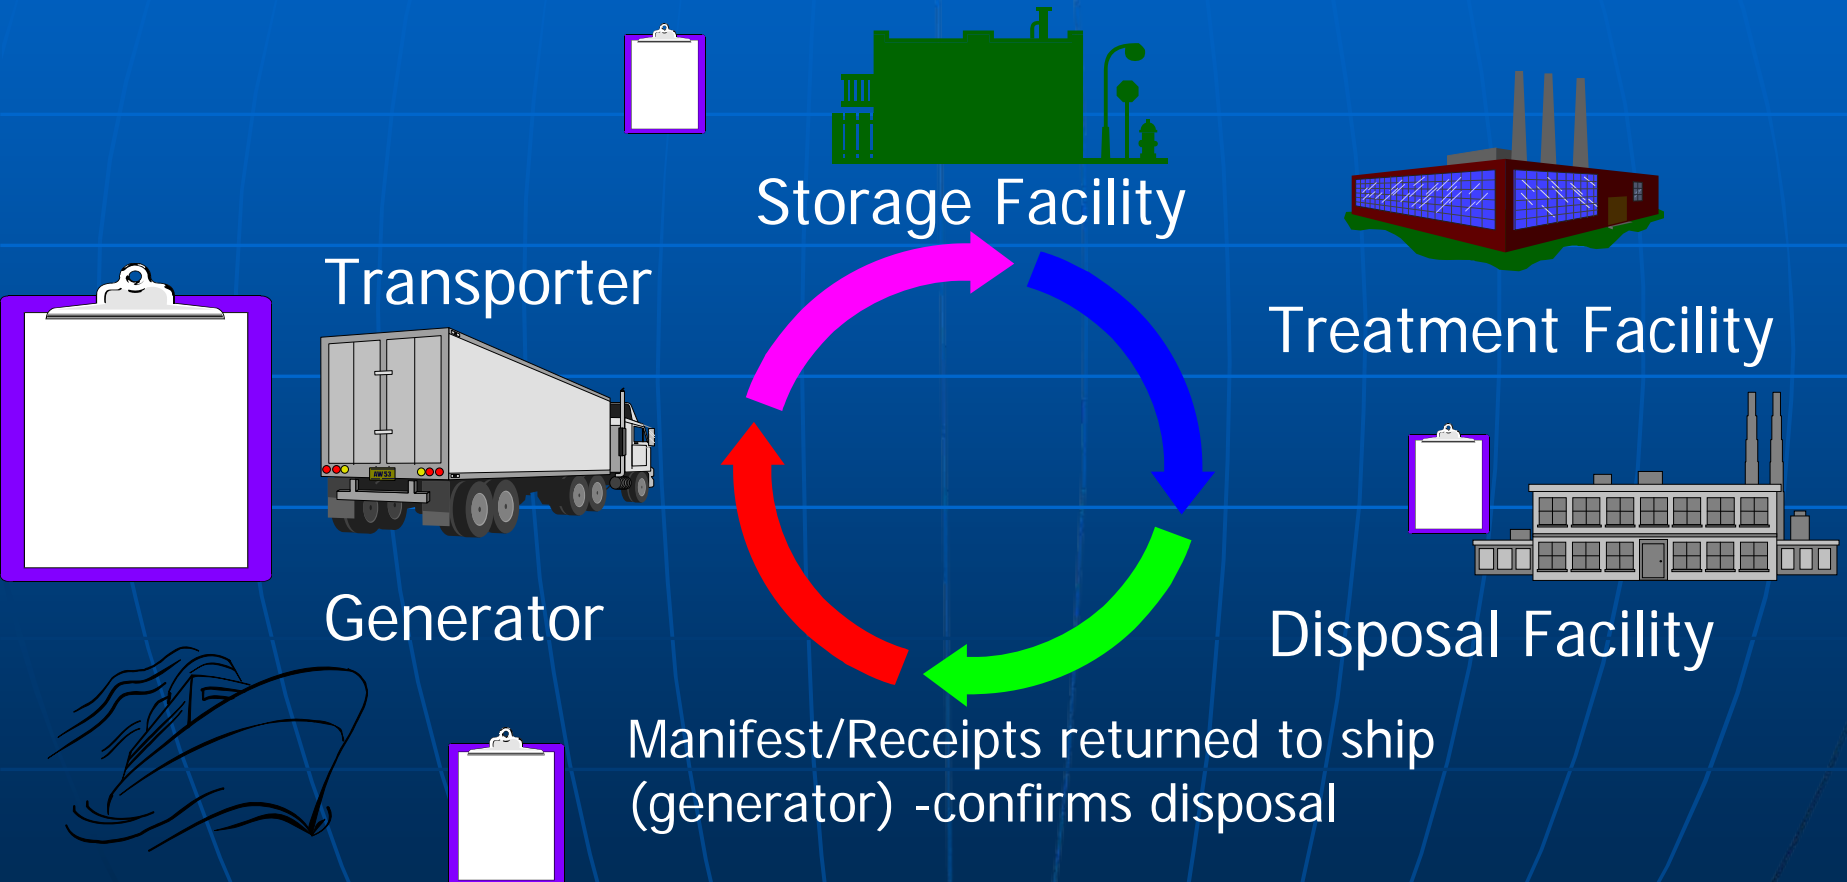 Storage Facility
Transporter
Treatment Facility
Generator
Disposal Facility
Manifest/Receipts returned to ship
(generator) -confirms disposal